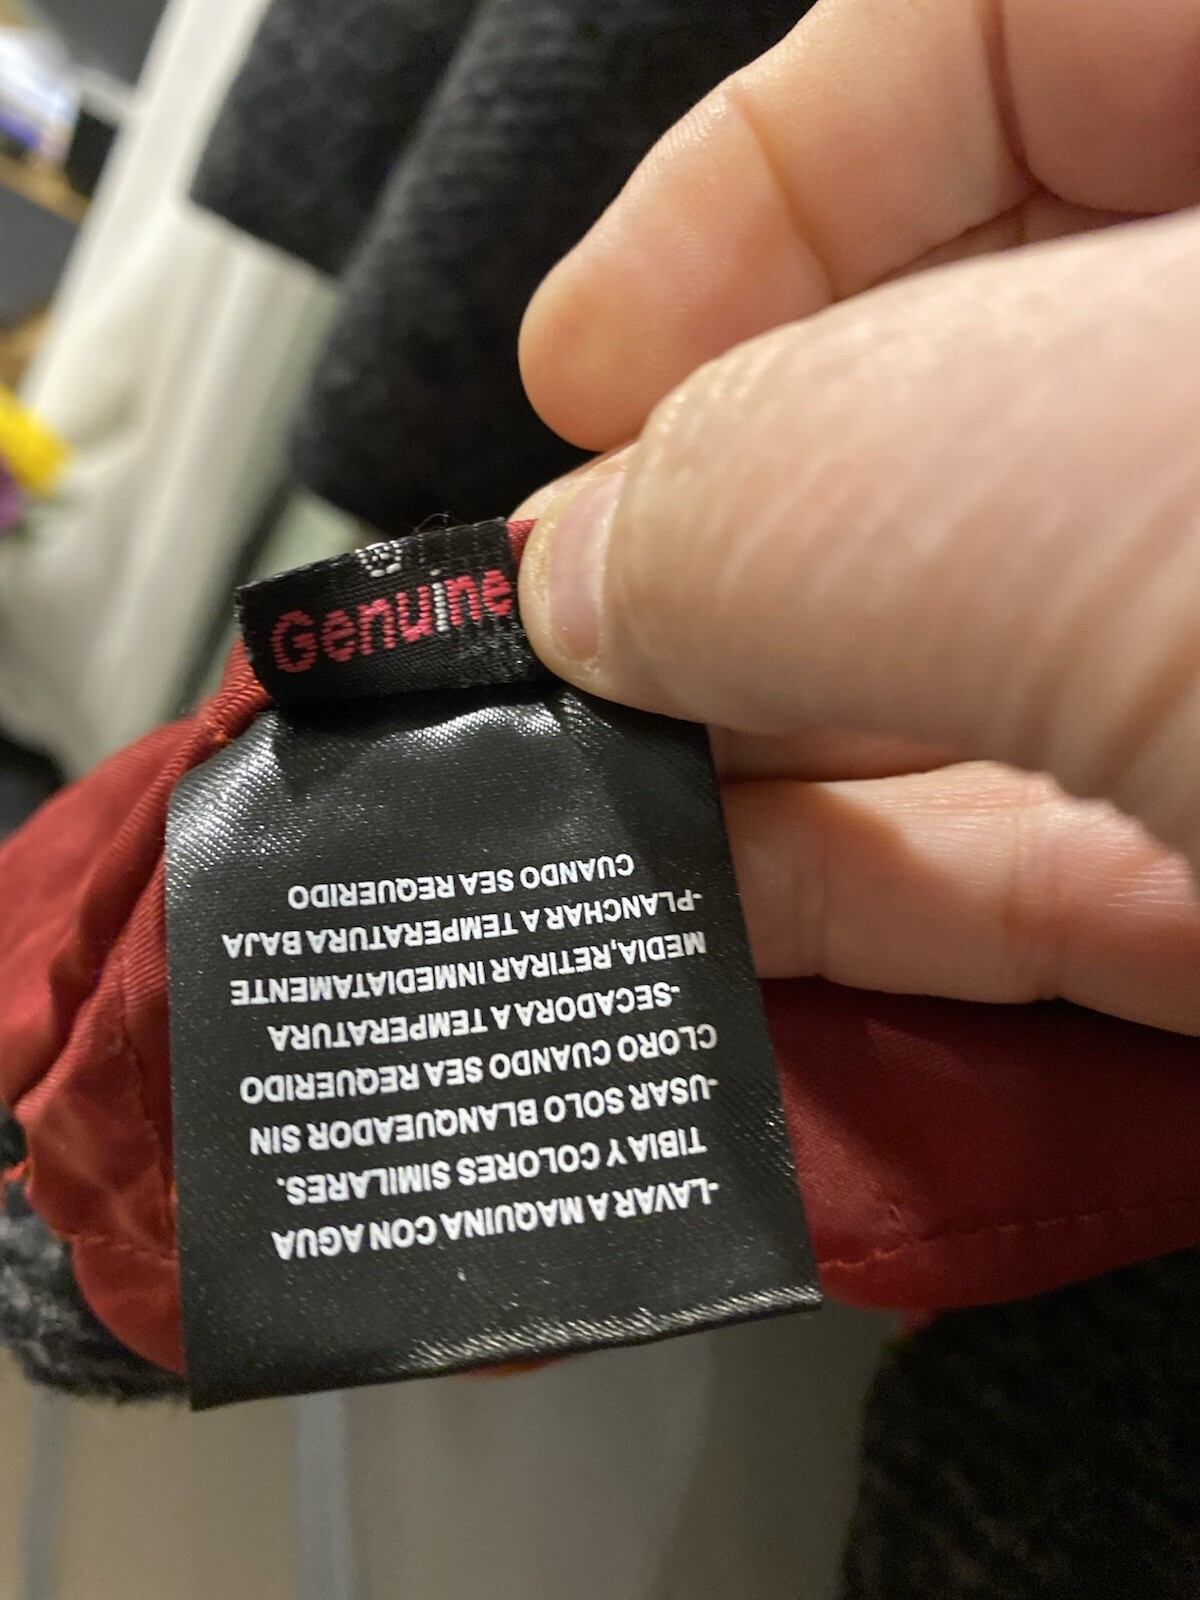 Genuine
-LAVAR A MAQUINA CON AGUA
TIBIA Y COLORES SIMILARES.
-USAR SOLO BLANQUEADOR SIN
CLORO CUANDO SEA REQUERIDO
-SECADORA A TEMPERATURA
MEDIA,RETIRAR INMEDIATAMENTE
-PLANCHAR A TEMPERATURA BAJA
CUANDO SEA REQUERIDO